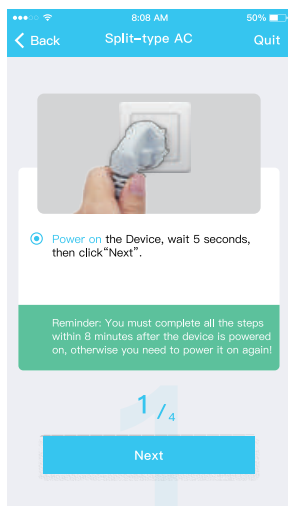 8:08 AM 50%
Back Split-type AC Quit
Power on the Device, wait 5 seconds,
then click“Next”.
Reminder: You must complete all the steps
within 8 minutes after the device is powered
on, otherwise you need to power it on again!
1 / 4
Next